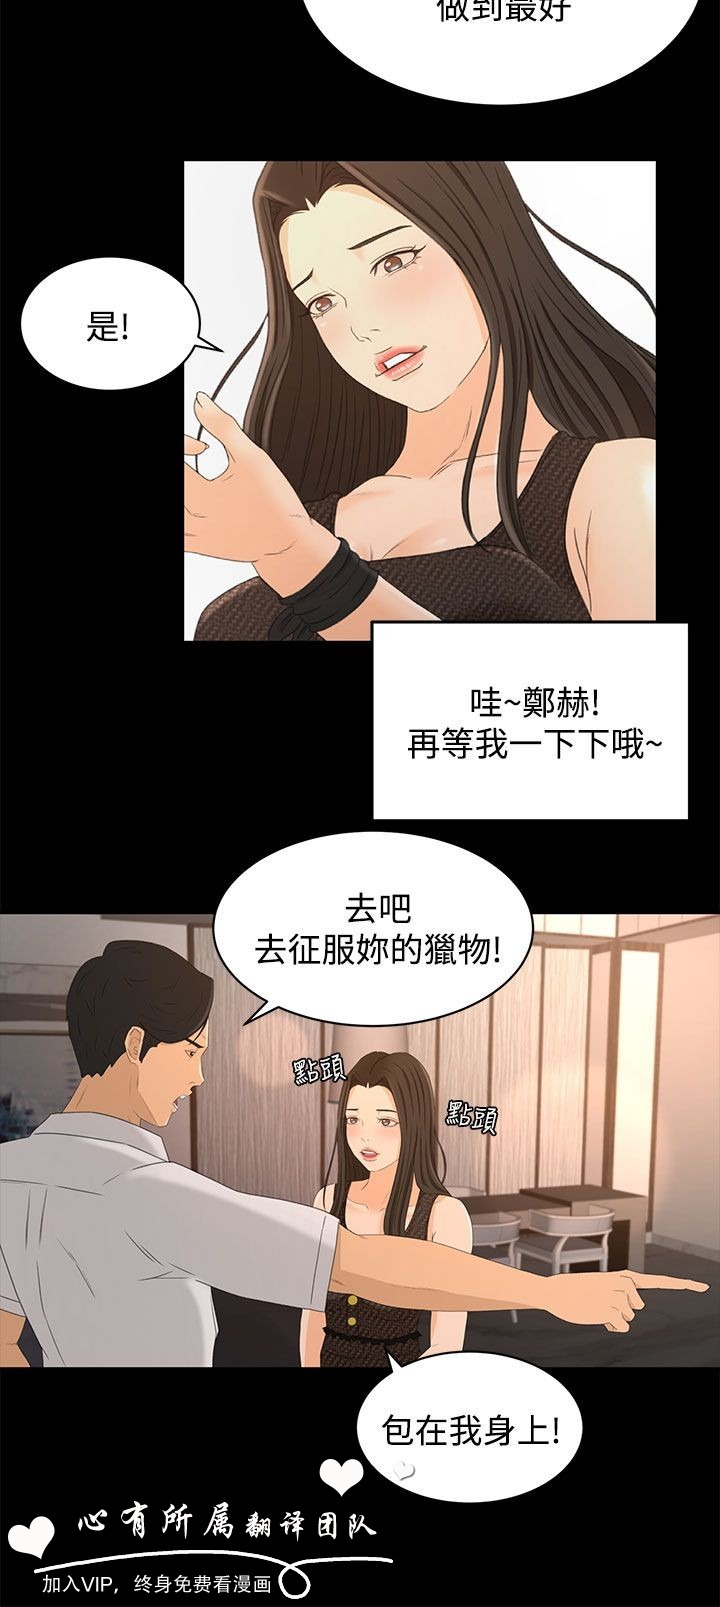 做到最好
是!
哇~鄭赫!
再等我一下下哦~
去吧
去征服妳的獵物!
點頭
點頭
包在我身上!
心有所属翻译团队
加入VIP，终身免费看漫画